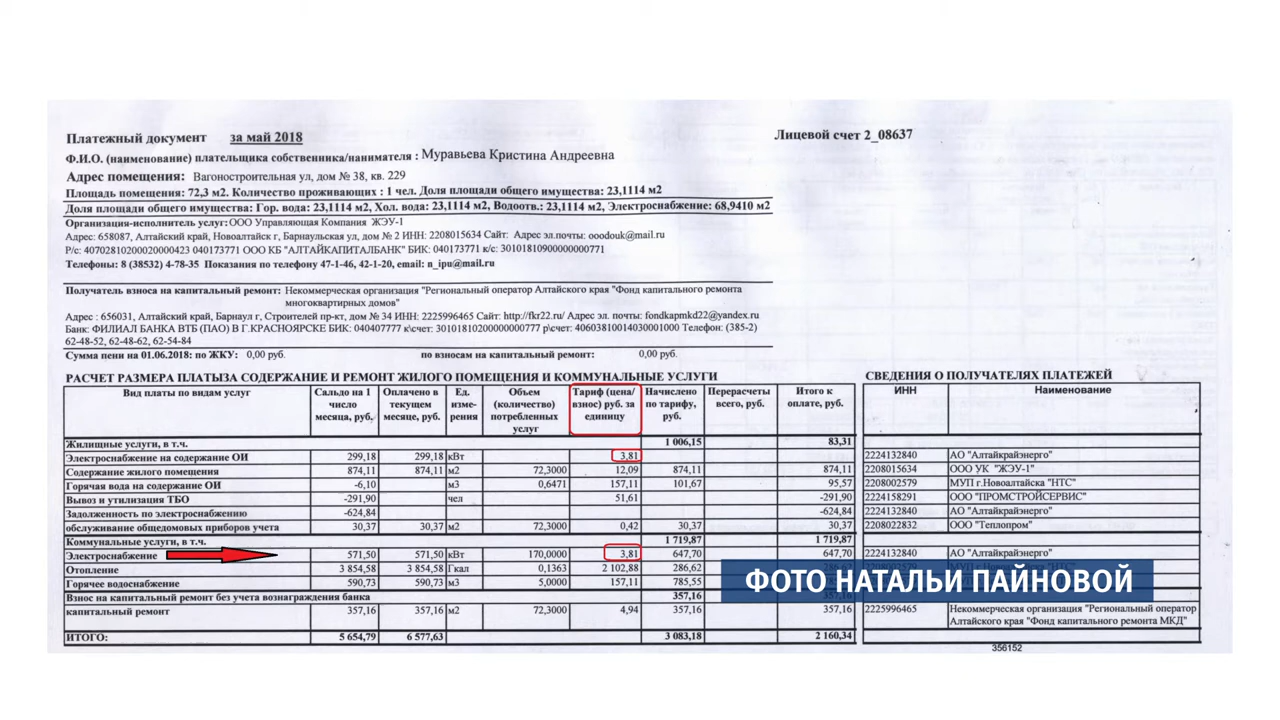 Платежный документ за май 2018
Лицевой счет 2_08637
Ф.И.О. (наименование) плательщика собственника/нанимателя : Муравьева Кристина Андреевна
Адрес помещения: Вагоностроительная ул, дом № 38, кв. 229
Площадь помещения: 72,3 м2. Количество проживающих : 1 чел. Доля площади общего имущества: 23,1114 м2
Доля площади общего имущества: Гор. вода: 23,1114 м2, Хол. вода: 23,1114 м2, Водоотв.: 23,1114 м2, Электроснабжение: 68,9410 м2
Организация-исполнитель услуг: ООО Управляющая Компания ЖЭУ-1
Адрес: 658087, Алтайский край, Новоалтайск г, Барнаульская ул, дом № 2 ИНН: 2208015634 Сайт: Адрес эл.почты: ooodouk@mail.ru
Р/с: 40702810200020000423 040173771 ООО КБ "АЛТАЙКАПИТАЛБАНК" БИК: 040173771 к/с: 30101810900000000771
Телефоны: 8 (38532) 4-78-35 Показания по телефону 47-1-46, 42-1-20, email: n_ipu@mail.ru
Получатель взноса на капитальный ремонт: Некоммерческая организация "Региональный оператор Алтайского края "Фонд капитального ремонта
многоквартирных домов"
Адрес : 656031, Алтайский край, Барнаул г, Строителей пр-кт, дом № 34 ИНН: 2225996465 Сайт: http://fkr22.ru/ Адрес эл. почты: fondkapmkd22@yandex.ru
Банк: ФИЛИАЛ БАНКА ВТБ (ПАО) В Г.КРАСНОЯРСКЕ БИК: 040407777 к\счет: 30101810200000000777 р\счет: 40603810014030001000 Телефон: (385-2)
62-48-52, 62-48-62, 62-54-84
Сумма пени на 01.06.2018: по ЖКУ: 0,00 руб. по взносам на капитальный ремонт: 0,00 руб.
РАСЧЕТ РАЗМЕРА ПЛАТЫЗА СОДЕРЖАНИЕ И РЕМОНТ ЖИЛОГО ПОМЕЩЕНИЯ И КОММУНАЛЬНЫЕ УСЛУГИ
СВЕДЕНИЯ О ПОЛУЧАТЕЛЯХ ПЛАТЕЖЕЙ
Вид платы по видам услуг Сальдо на 1 число месяца, руб. Оплачено в текущем месяце, руб. Ед. изме-рения Объем (количество) потребленных услуг Тариф (цена/взнос) руб. за единицу Начислено по тарифу, руб. Перерасчеты всего, руб. Итого к оплате, руб. ИНН Наименование
Жилищные услуги, в т.ч. 1 006,15 83,31
Электроснабжение на содержание ОИ 299,18 299,18 кВт 3,81 2224132840 АО "Алтайкрайэнерго"
Содержание жилого помещения 874,11 874,11 м2 72,3000 12,09 874,11 874,11 2208015634 ООО УК "ЖЭУ-1"
Горячая вода на содержание ОИ -6,10 м3 0,6471 157,11 101,67 95,57 2208002579 МУП г.Новоалтайска "НТС"
Вывоз и утилизация ТБО -291,90 чел 51,61 -291,90 2224158291 ООО "ПРОМСТРОЙСЕРВИС"
Задолженность по электроснабжению -624,84 -624,84 2224132840 АО "Алтайкрайэнерго"
обслуживание общедомовых приборов учета 30,37 30,37 м2 72,3000 0,42 30,37 30,37 2208022832 ООО "Теплопром"
Коммунальные услуги, в т.ч. 1 719,87 1 719,87
Электроснабжение 571,50 571,50 кВт 170,0000 3,81 647,70 647,70 2224132840 АО "Алтайкрайэнерго"
Отопление 3 854,58 3 854,58 Гкал 0,1363 2 102,88 286,62 286,62
Горячее водоснабжение 590,73 590,73 м3 5,0000 157,11 785,55
Взнос на капитальный ремонт без учета вознаграждения банка 357,16 357,16
капитальный ремонт 357,16 357,16 м2 72,3000 4,94 357,16 357,16 2225996465 Некоммерческая организация "Региональный оператор
Алтайского края "Фонд капитального ремонта МКД"
ИТОГО: 5 654,79 6 577,63 3 083,18 2 160,34
356152
ФОТО НАТАЛЬИ ПАЙНОВОЙ